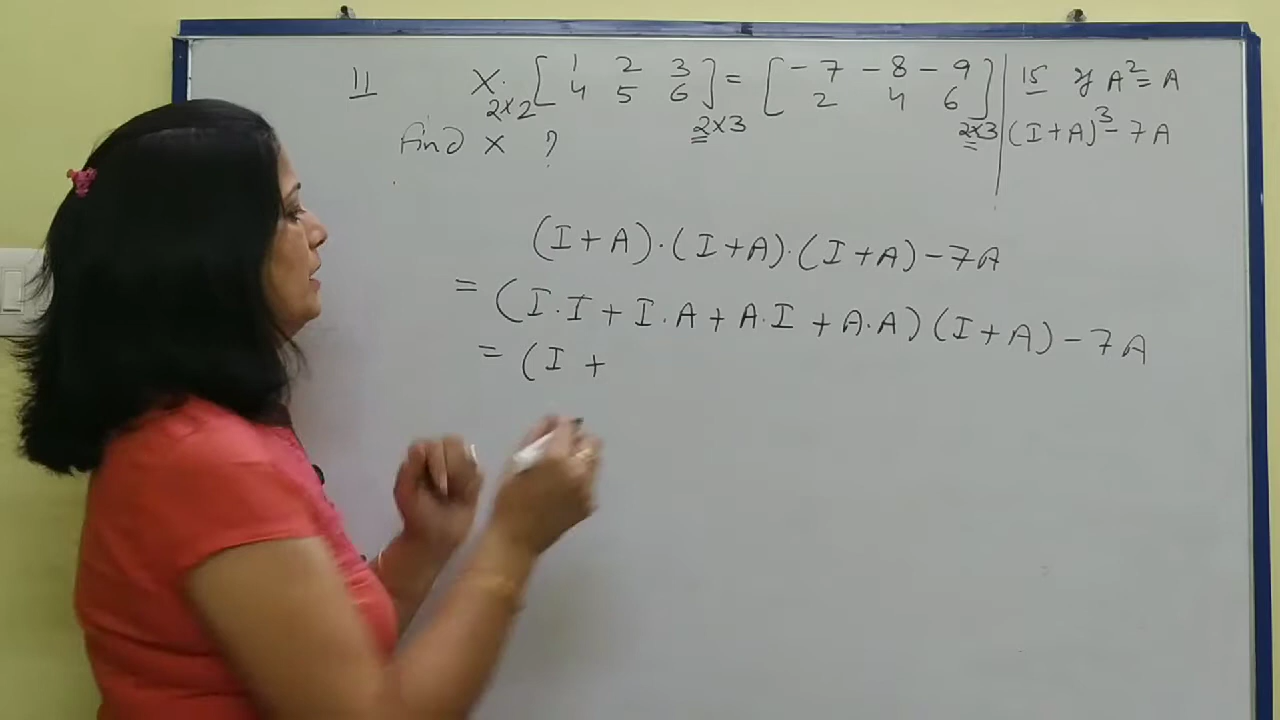 11 X. [ 1 2 3 ] = [ -7 -8 -9 ]
2×2 [ 4 5 6 ] 2×3 [ 2 4 6 ] 2×3
Find X ?
15 If A² = A
(I+A)³ - 7A
(I+A)·(I+A)·(I+A) - 7A
= (I·I + I·A + A·I + A·A) (I+A) - 7A
= (I +